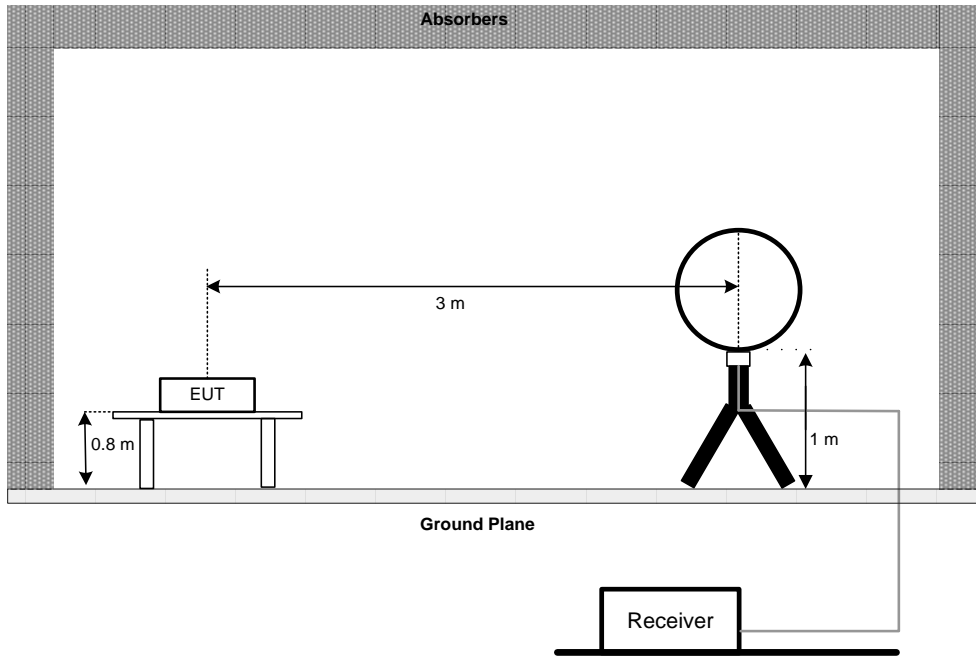 Absorbers
3 m
EUT
0.8 m
1 m
Ground Plane
Receiver